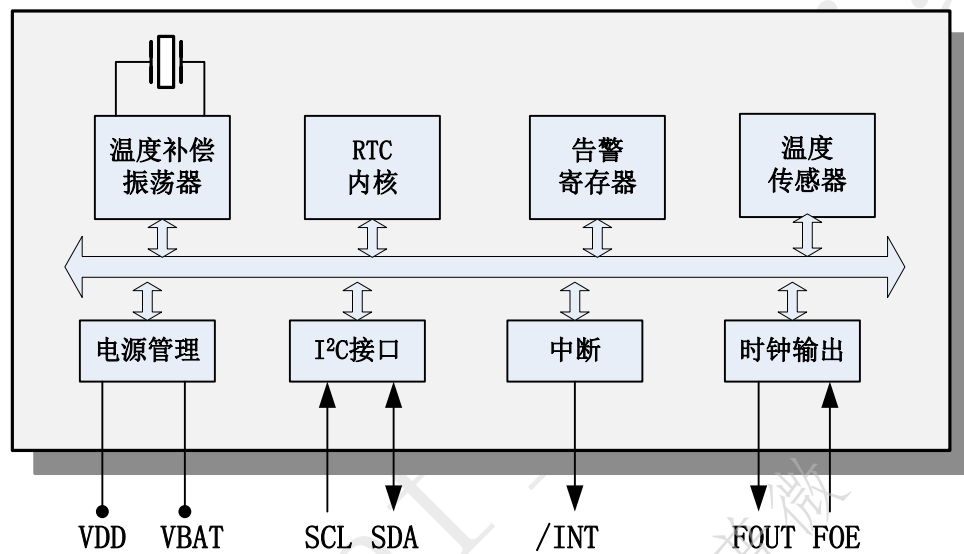 温度补偿
振荡器
RTC
内核
告警
寄存器
温度
传感器
电源管理
I²C接口
中断
时钟输出
VDD VBAT SCL SDA /INT FOUT FOE